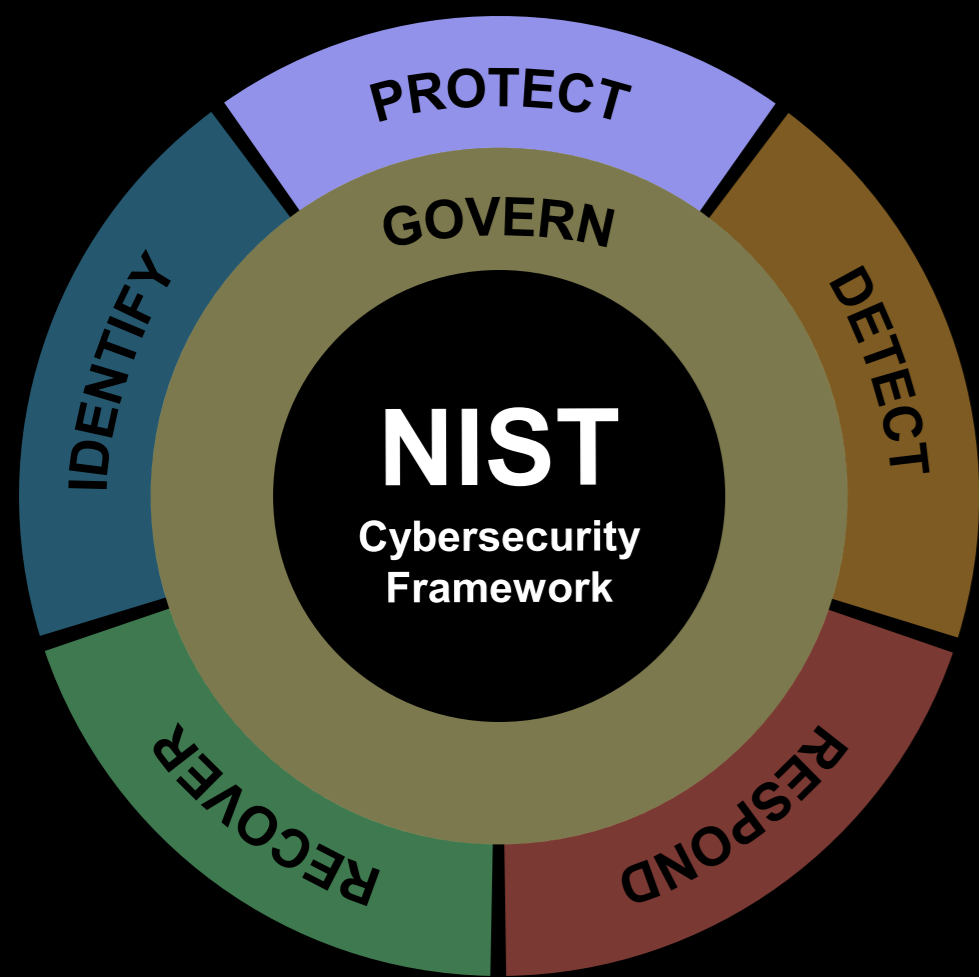 PROTECT
GOVERN
IDENTIFY
DETECT
NIST
Cybersecurity
Framework
RECOVER
RESPOND